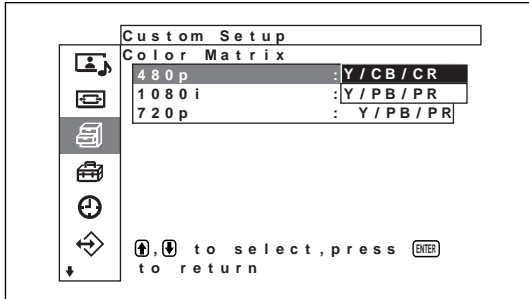 Custom Setup
Color Matrix
480p : Y/CB/CR
1080i : Y/PB/PR
720p : Y/PB/PR
, to select, press ENTER
to return